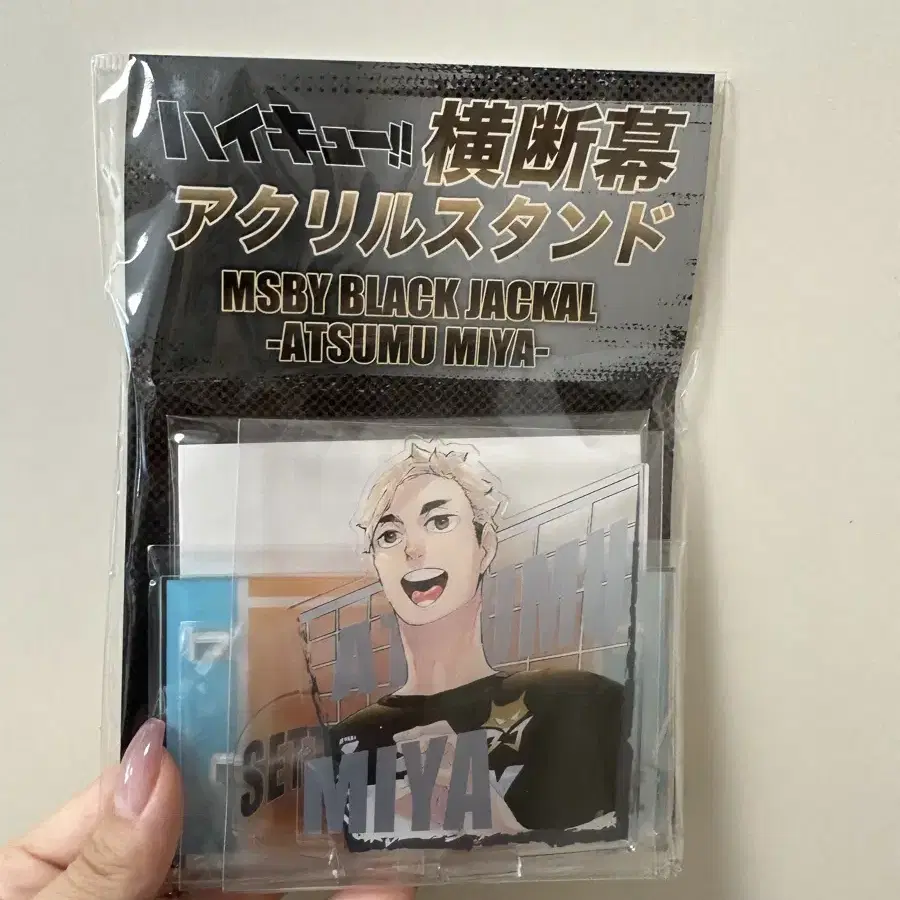 ハイキュー!! 横断幕
アクリルスタンド
MSBY BLACK JACKAL
-ATSUMU MIYA-
MIYA